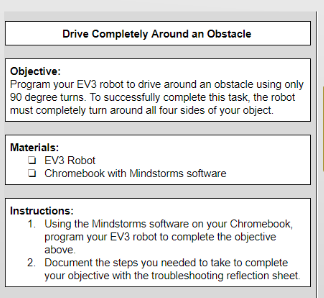 Drive Completely Around an Obstacle
Objective:
Program your EV3 robot to drive around an obstacle using only
90 degree turns. To successfully complete this task, the robot
must completely turn around all four sides of your object.
Materials:
❏ EV3 Robot
❏ Chromebook with Mindstorms software
Instructions:
1. Using the Mindstorms software on your Chromebook,
program your EV3 robot to complete the objective
above.
2. Document the steps you needed to take to complete
your objective with the troubleshooting reflection sheet.